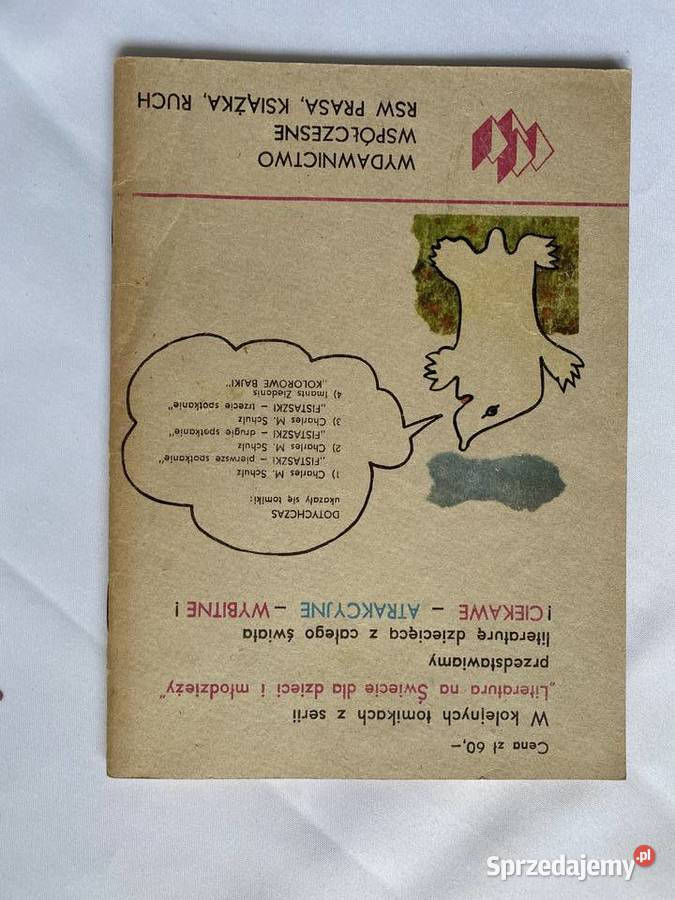 Cena zł 60,–
W kolejnych tomikach z serii
„Literatura na Świecie dla dzieci i młodzieży"
przedstawiamy
literaturę dziecięcą z całego świata
! CIEKAWE – ATRAKCYJNE – WYBITNE !
DOTYCHCZAS
ukazały się tomiki:
1) Charles M. Schulz
„FISTASZKI – pierwsze spotkanie"
2) Charles M. Schulz
„FISTASZKI – drugie spotkanie"
3) Charles M. Schulz
„FISTASZKI – trzecie spotkanie"
4) Imants Ziedonis
„KOLOROWE BAJKI"
WYDAWNICTWO
WSPÓŁCZESNE
RSW PRASA, KSIĄŻKA, RUCH
Sprzedajemy.pl